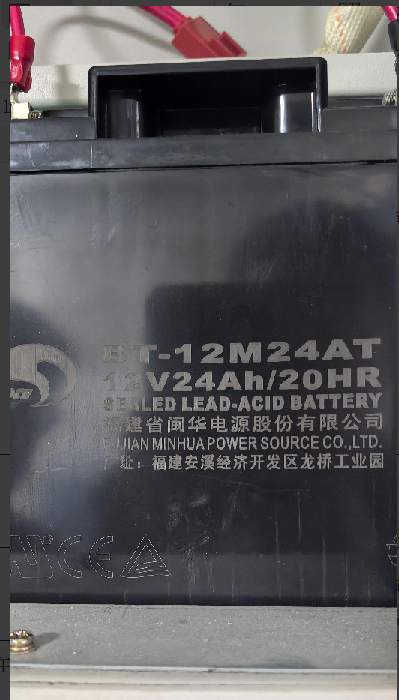 BT-12M24AT
12V24Ah/20HR
SEALED LEAD-ACID BATTERY
福建省闽华电源股份有限公司
FUJIAN MINHUA POWER SOURCE CO.,LTD.
厂址：福建安溪经济开发区龙桥工业园
CE